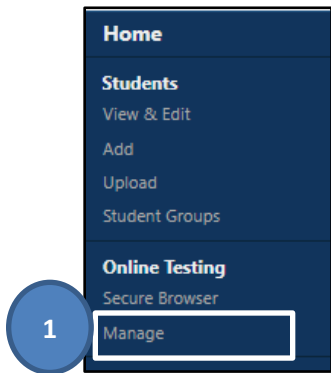 Home
Students
View & Edit
Add
Upload
Student Groups
Online Testing
Secure Browser
1
Manage